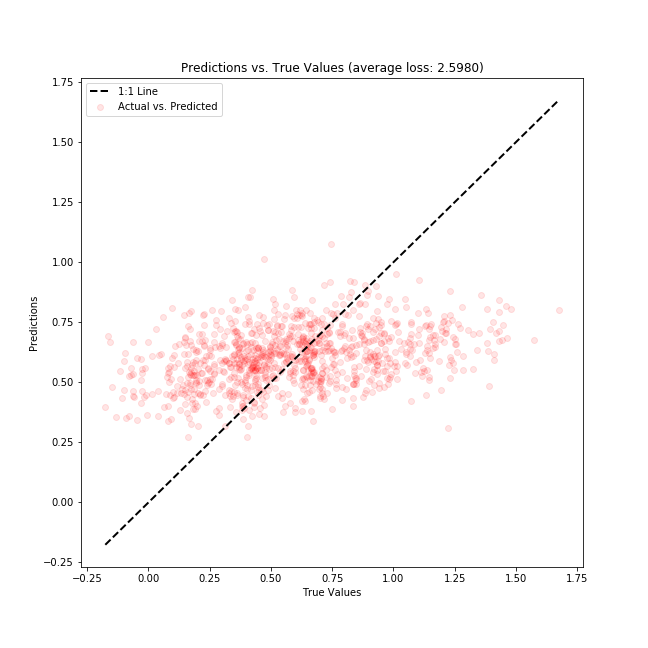 Predictions vs. True Values (average loss: 2.5980)
1.75
1:1 Line
Actual vs. Predicted
1.50
1.25
1.00
0.75
0.50
0.25
0.00
−0.25
Predictions
−0.25 0.00 0.25 0.50 0.75 1.00 1.25 1.50 1.75
True Values